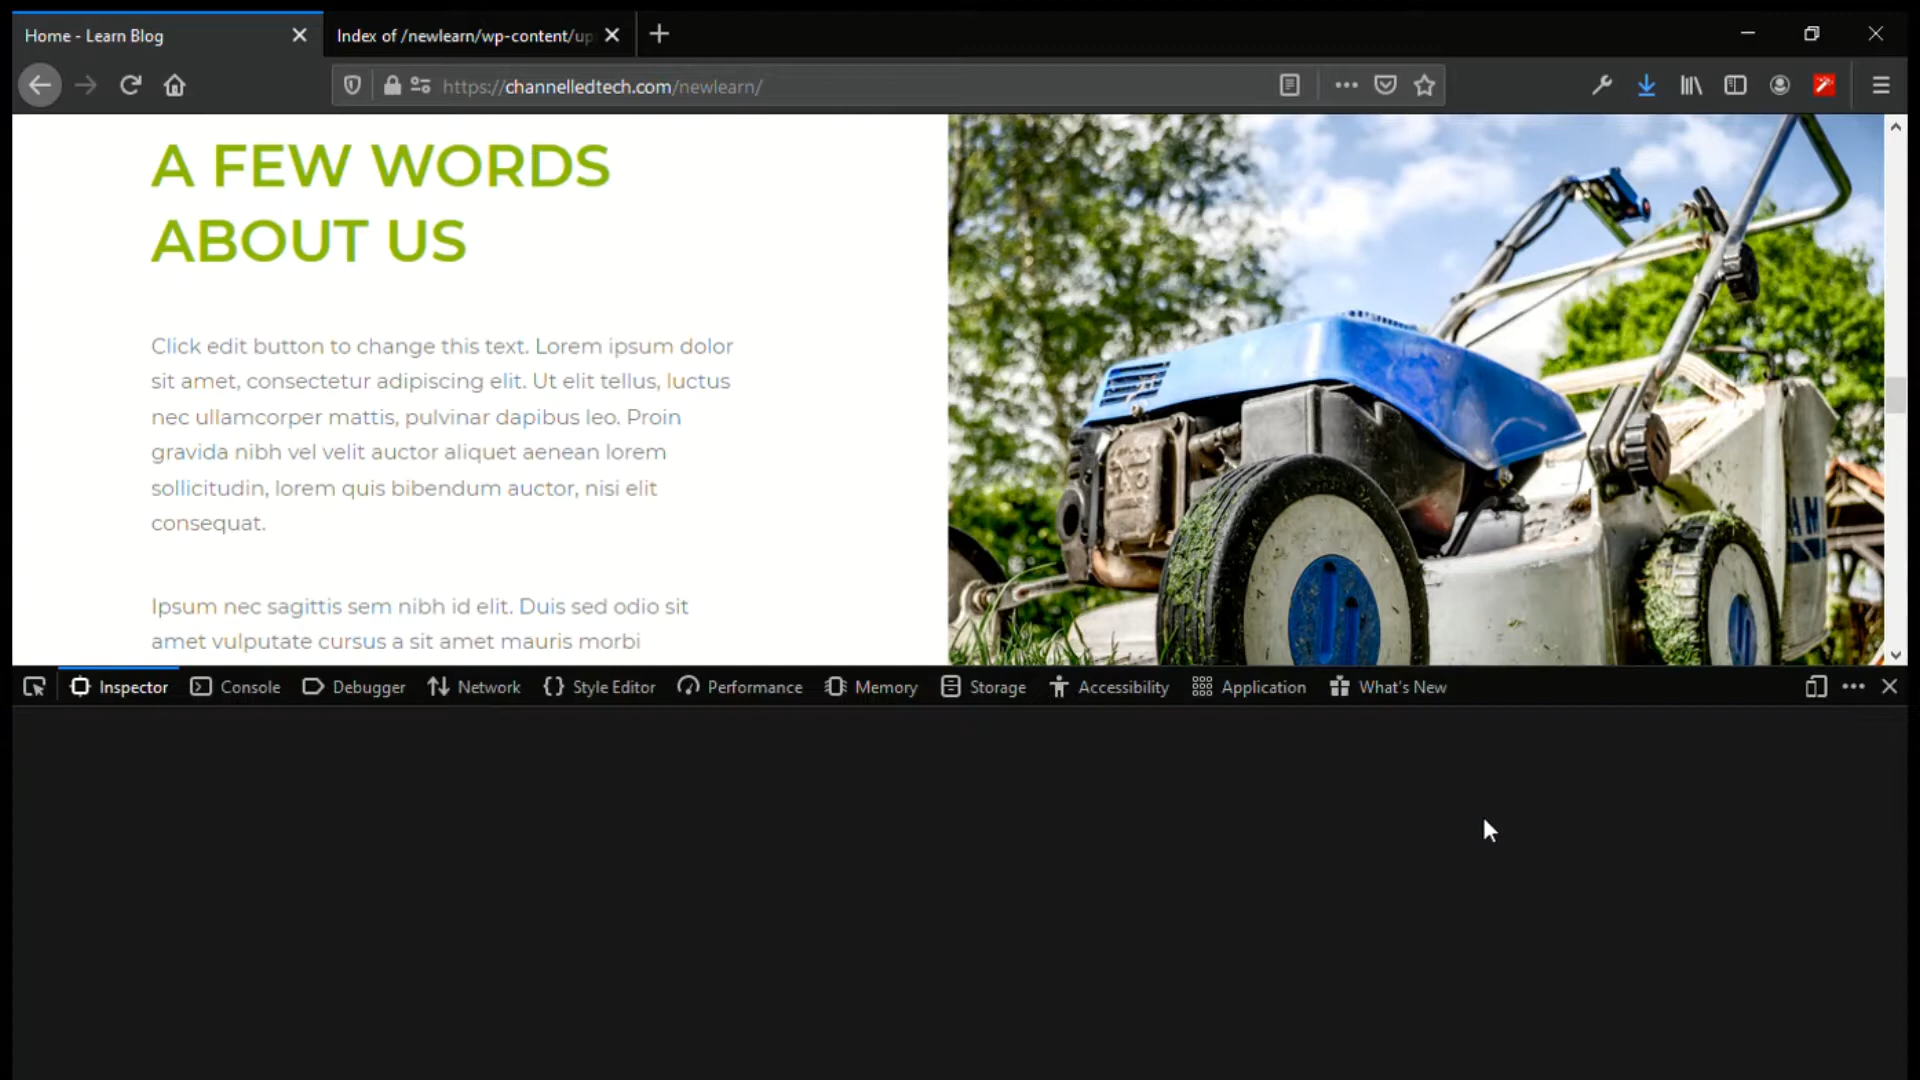 Home - Learn Blog
Index of /newlearn/wp-content/up
https://channelledtech.com/newlearn/
A FEW WORDS
ABOUT US
Click edit button to change this text. Lorem ipsum dolor
sit amet, consectetur adipiscing elit. Ut elit tellus, luctus
nec ullamcorper mattis, pulvinar dapibus leo. Proin
gravida nibh vel velit auctor aliquet aenean lorem
sollicitudin, lorem quis bibendum auctor, nisi elit
consequat.
Ipsum nec sagittis sem nibh id elit. Duis sed odio sit
amet vulputate cursus a sit amet mauris morbi
Inspector
Console
Debugger
Network
Style Editor
Performance
Memory
Storage
Accessibility
Application
What's New